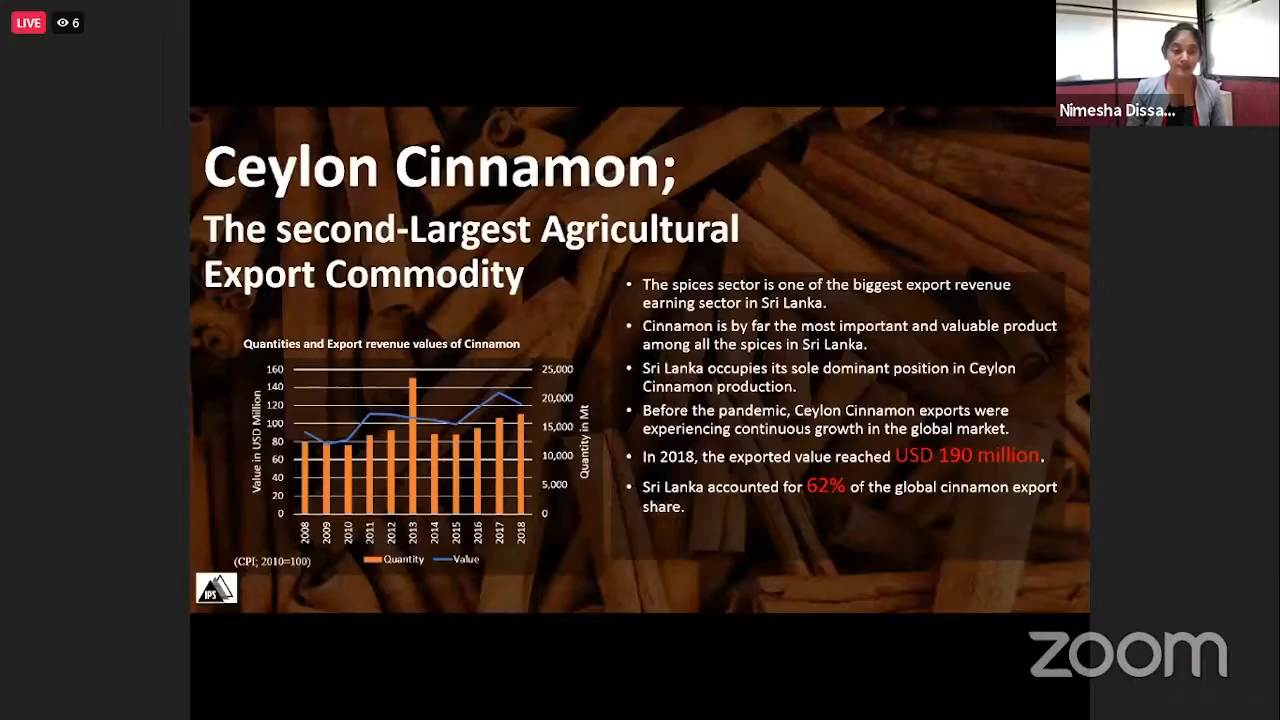 LIVE
6
Nimesha Dissa...
Ceylon Cinnamon;
The second-Largest Agricultural
Export Commodity
• The spices sector is one of the biggest export revenue
earning sector in Sri Lanka.
• Cinnamon is by far the most important and valuable product
among all the spices in Sri Lanka.
• Sri Lanka occupies its sole dominant position in Ceylon
Cinnamon production.
• Before the pandemic, Ceylon Cinnamon exports were
experiencing continuous growth in the global market.
• In 2018, the exported value reached USD 190 million.
• Sri Lanka accounted for 62% of the global cinnamon export
share.
Quantities and Export revenue values of Cinnamon
Value in USD Million
160
140
120
100
80
60
40
20
0
25,000
20,000
15,000
10,000
5,000
0
Quantity in Mt
2008
2009
2010
2011
2012
2013
2014
2015
2016
2017
2018
Quantity
Value
(CPI; 2010=100)
IPS
zoom